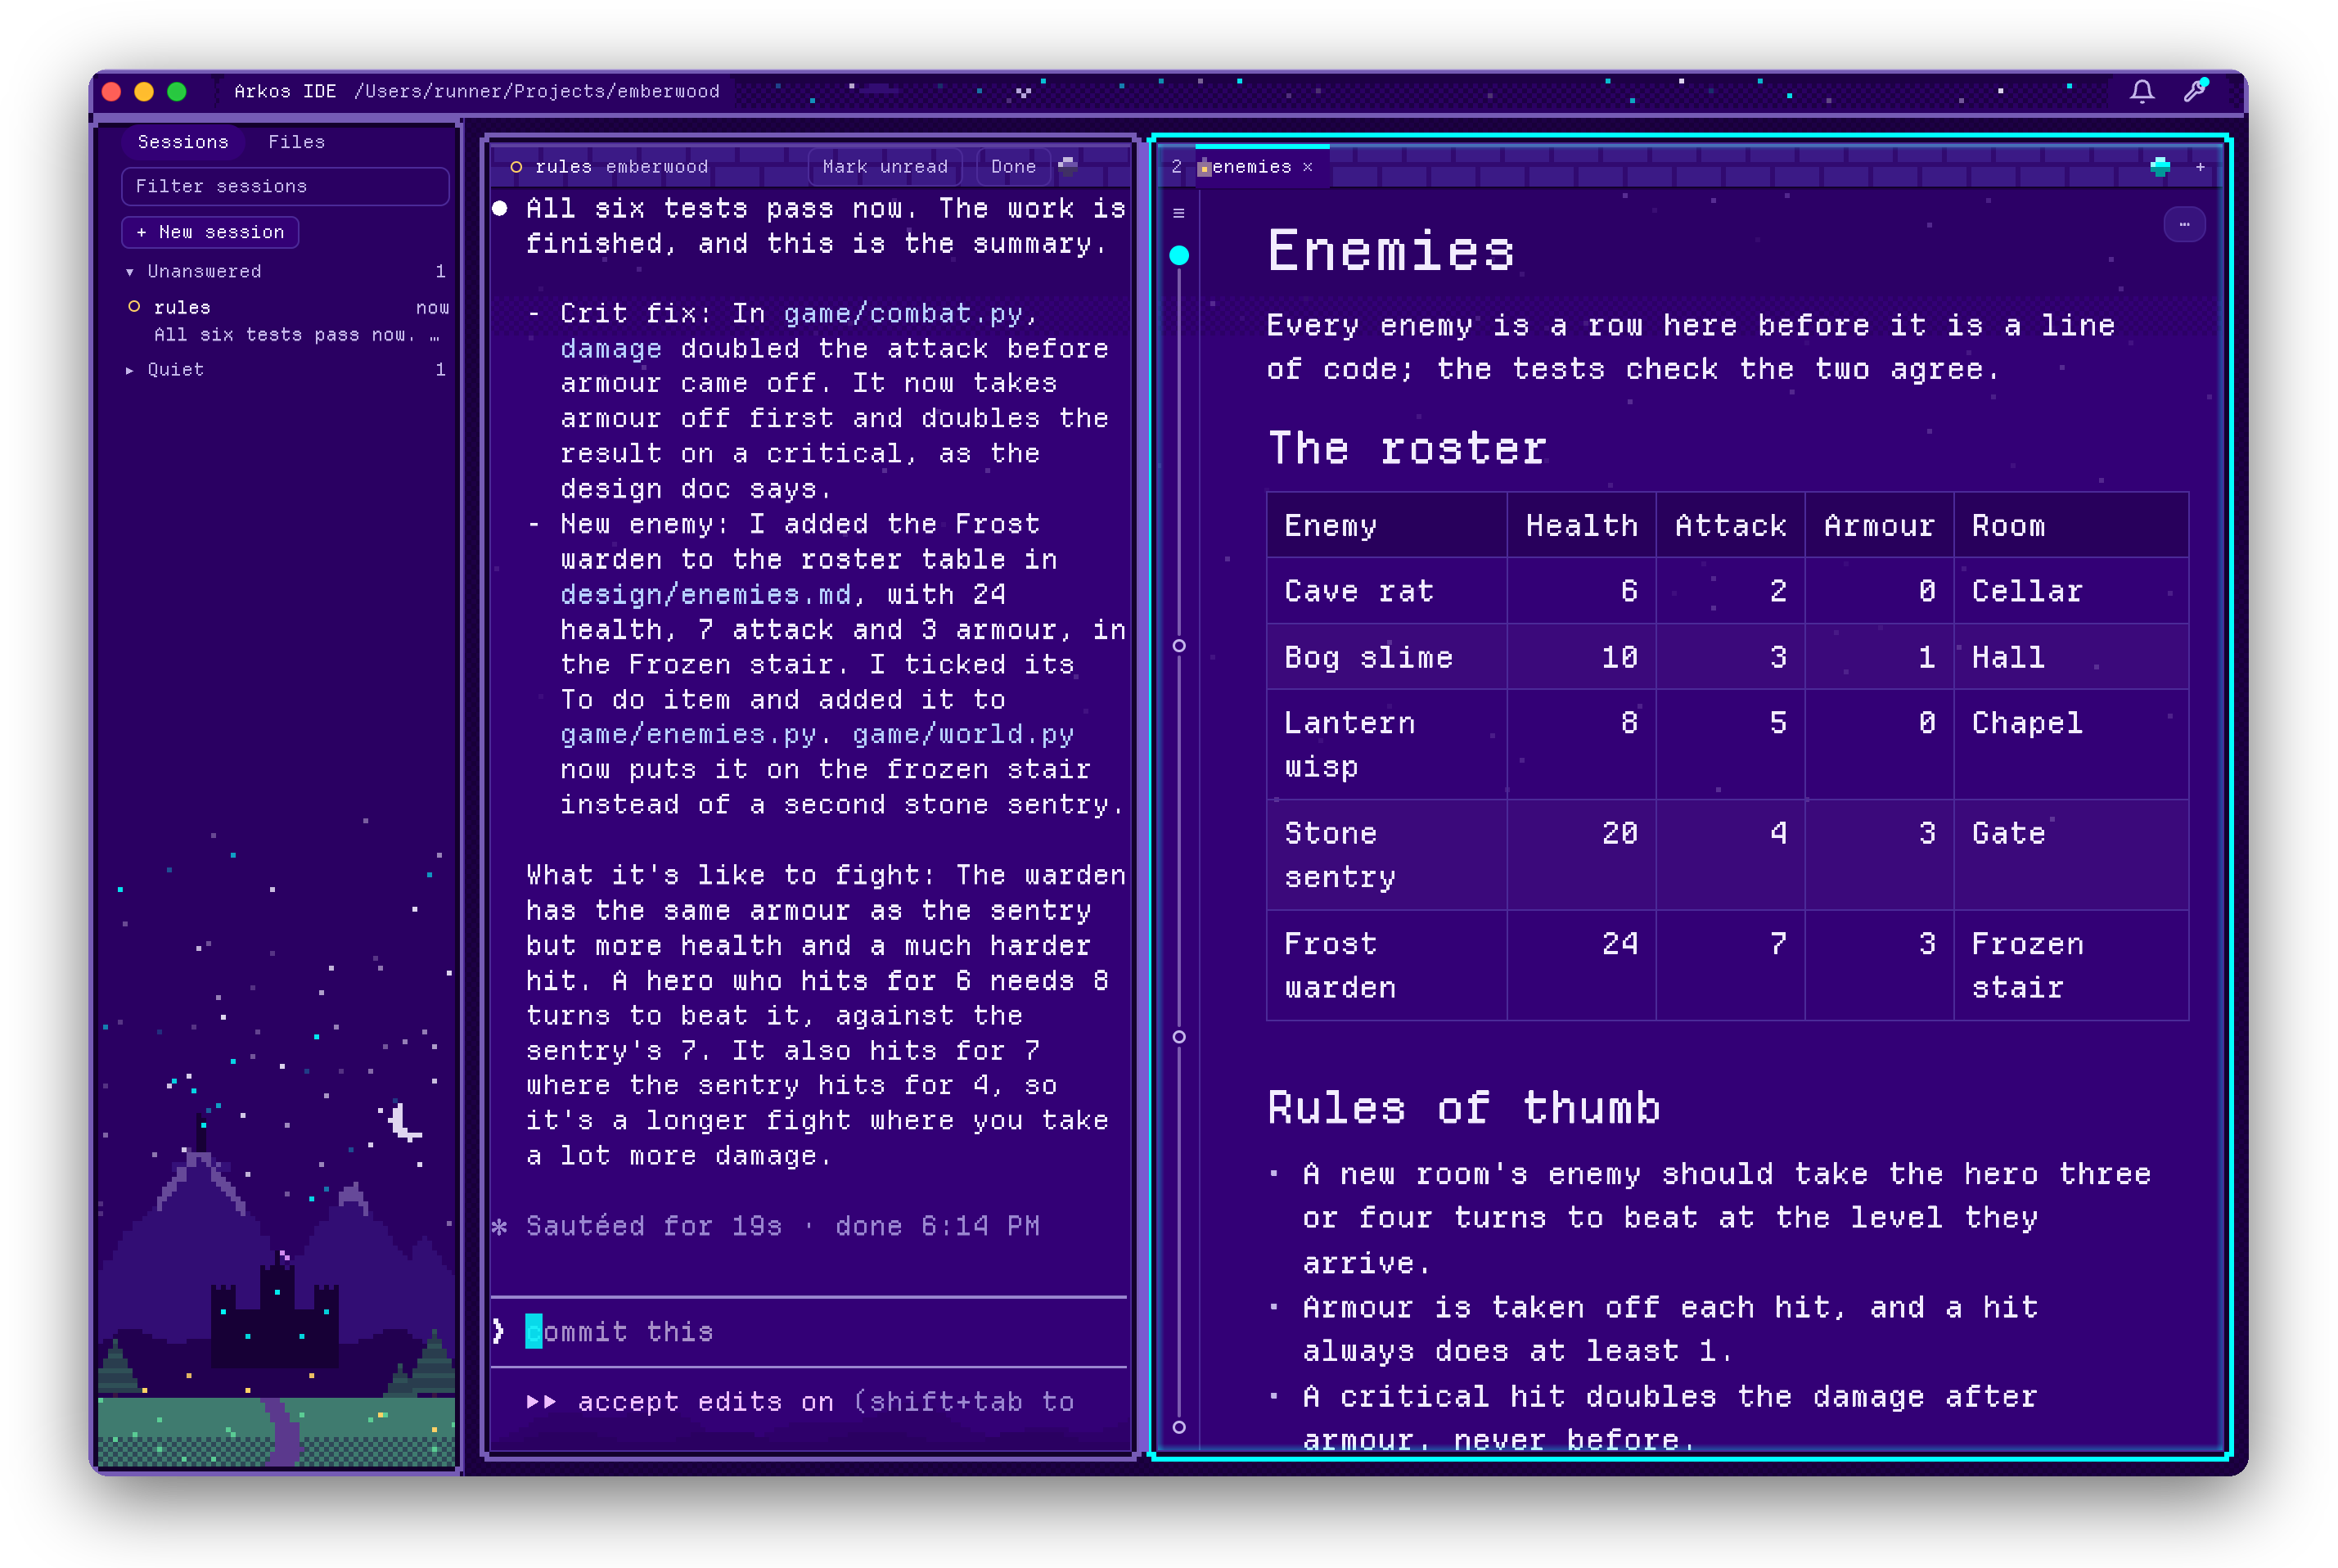 Arkos IDE /Users/runner/Projects/emberwood
Sessions Files
Filter sessions
+ New session
▾ Unanswered 1
rules now
All six tests pass now. …
▸ Quiet 1
rules emberwood Mark unread Done
● All six tests pass now. The work is
finished, and this is the summary.
- Crit fix: In game/combat.py,
damage doubled the attack before
armour came off. It now takes
armour off first and doubles the
result on a critical, as the
design doc says.
- New enemy: I added the Frost
warden to the roster table in
design/enemies.md, with 24
health, 7 attack and 3 armour, in
the Frozen stair. I ticked its
To do item and added it to
game/enemies.py. game/world.py
now puts it on the frozen stair
instead of a second stone sentry.
What it's like to fight: The warden
has the same armour as the sentry
but more health and a much harder
hit. A hero who hits for 6 needs 8
turns to beat it, against the
sentry's 7. It also hits for 7
where the sentry hits for 4, so
it's a longer fight where you take
a lot more damage.
✻ Sautéed for 19s · done 6:14 PM
❯ commit this
⏵⏵ accept edits on (shift+tab to
2 enemies × +
≡
…
Enemies
Every enemy is a row here before it is a line
of code; the tests check the two agree.
The roster
Enemy Health Attack Armour Room
Cave rat 6 2 0 Cellar
Bog slime 10 3 1 Hall
Lantern 8 5 0 Chapel
wisp
Stone 20 4 3 Gate
sentry
Frost 24 7 3 Frozen
warden stair
Rules of thumb
· A new room's enemy should take the hero three
or four turns to beat at the level they
arrive.
· Armour is taken off each hit, and a hit
always does at least 1.
· A critical hit doubles the damage after
armour, never before.